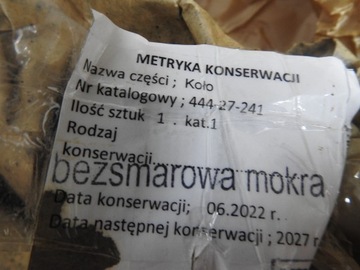 METRYKA KONSERWACJI
Nazwa części ; Koło
Nr katalogowy ; 444-27-241
Ilość sztuk 1 . kat.1
Rodzaj
konserwacji...
bezsmarowa mokra
Data konserwacji; 06.2022 r.
Data następnej konserwacji ; 2027 r.